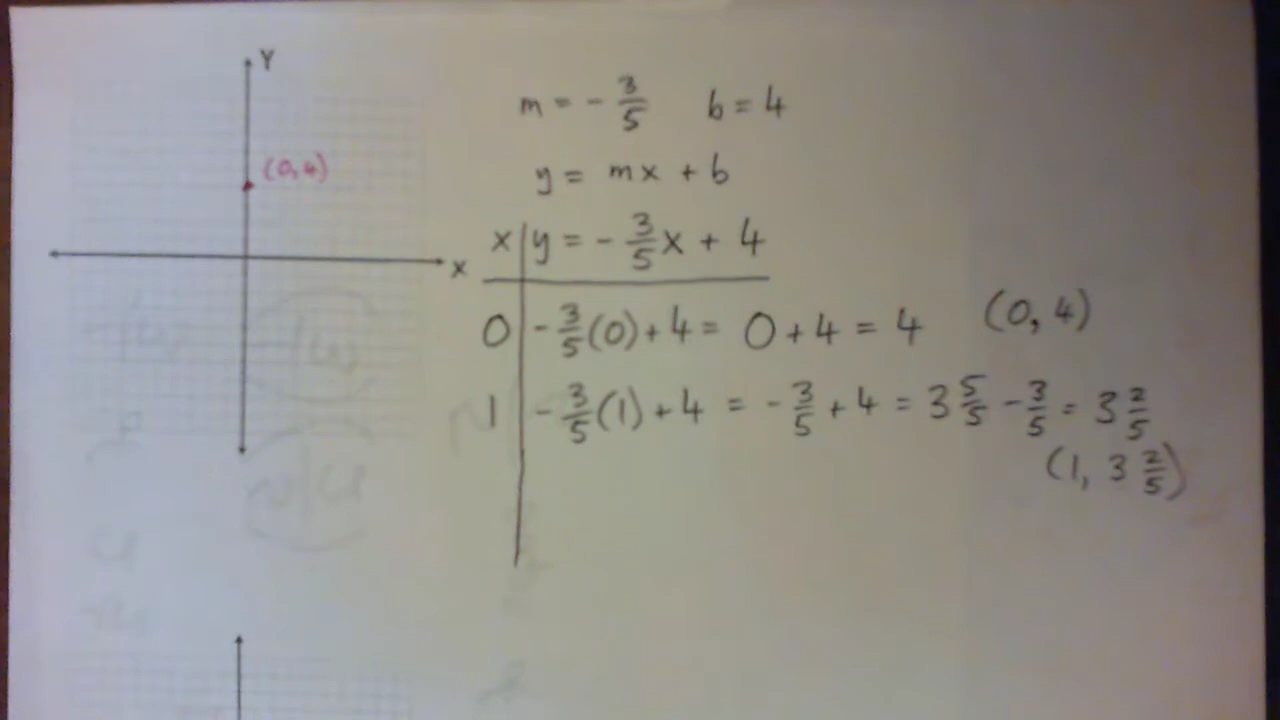 Y
(0,4)
X
m = - 3/5 b = 4
y = mx + b
x | y = - 3/5 x + 4
0 | - 3/5 (0) + 4 = 0 + 4 = 4 (0, 4)
1 | - 3/5 (1) + 4 = - 3/5 + 4 = 3 5/5 - 3/5 = 3 2/5
(1, 3 2/5)